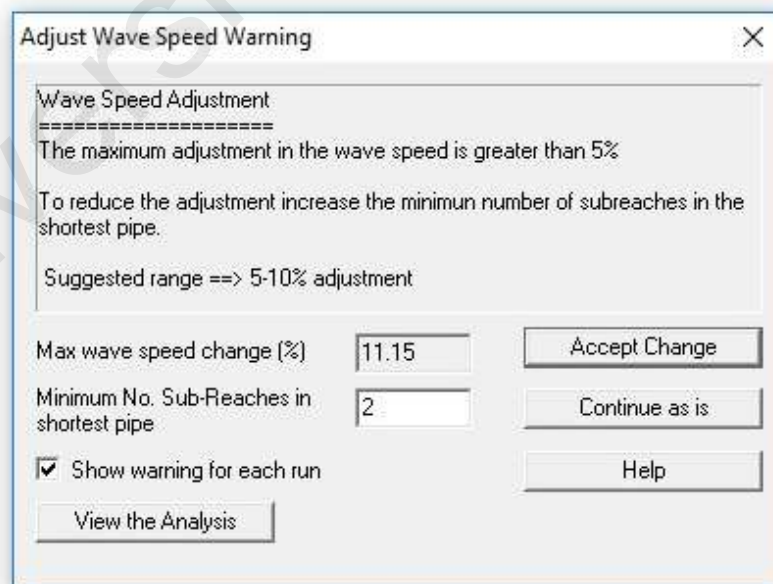 Adjust Wave Speed Warning
Wave Speed Adjustment
====================
The maximum adjustment in the wave speed is greater than 5%
To reduce the adjustment increase the minimun number of subreaches in the
shortest pipe.
Suggested range ==> 5-10% adjustment
Max wave speed change (%) 11.15 Accept Change
Minimum No. Sub-Reaches in
shortest pipe 2 Continue as is
Show warning for each run Help
View the Analysis